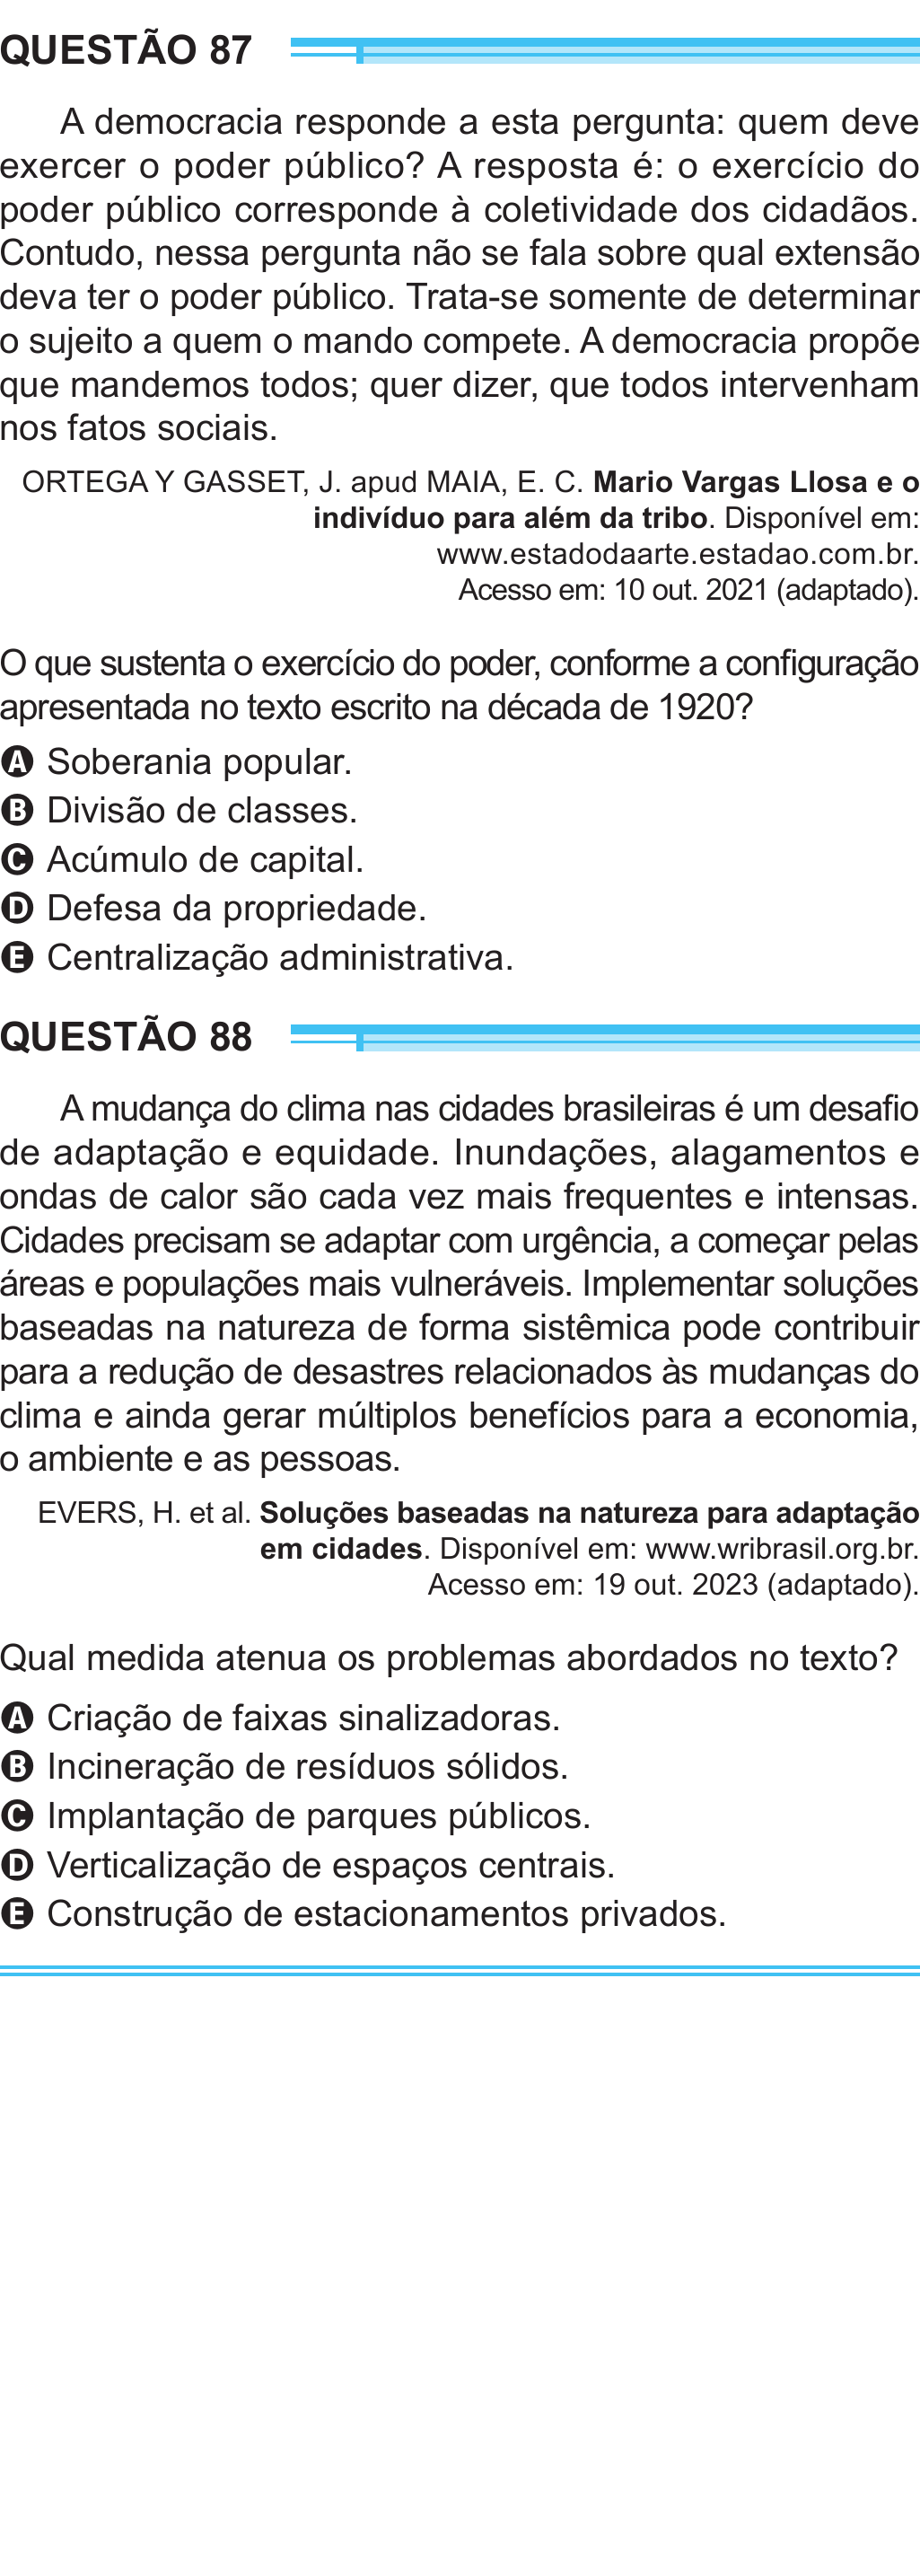 QUESTÃO 87
A democracia responde a esta pergunta: quem deve
exercer o poder público? A resposta é: o exercício do
poder público corresponde à coletividade dos cidadãos.
Contudo, nessa pergunta não se fala sobre qual extensão
deva ter o poder público. Trata-se somente de determinar
o sujeito a quem o mando compete. A democracia propõe
que mandemos todos; quer dizer, que todos intervenham
nos fatos sociais.
ORTEGA Y GASSET, J. apud MAIA, E. C. Mario Vargas Llosa e o
indivíduo para além da tribo. Disponível em:
www.estadodaarte.estadao.com.br.
Acesso em: 10 out. 2021 (adaptado).
O que sustenta o exercício do poder, conforme a configuração
apresentada no texto escrito na década de 1920?
A Soberania popular.
B Divisão de classes.
C Acúmulo de capital.
D Defesa da propriedade.
E Centralização administrativa.
QUESTÃO 88
A mudança do clima nas cidades brasileiras é um desafio
de adaptação e equidade. Inundações, alagamentos e
ondas de calor são cada vez mais frequentes e intensas.
Cidades precisam se adaptar com urgência, a começar pelas
áreas e populações mais vulneráveis. Implementar soluções
baseadas na natureza de forma sistêmica pode contribuir
para a redução de desastres relacionados às mudanças do
clima e ainda gerar múltiplos benefícios para a economia,
o ambiente e as pessoas.
EVERS, H. et al. Soluções baseadas na natureza para adaptação
em cidades. Disponível em: www.wribrasil.org.br.
Acesso em: 19 out. 2023 (adaptado).
Qual medida atenua os problemas abordados no texto?
A Criação de faixas sinalizadoras.
B Incineração de resíduos sólidos.
C Implantação de parques públicos.
D Verticalização de espaços centrais.
E Construção de estacionamentos privados.